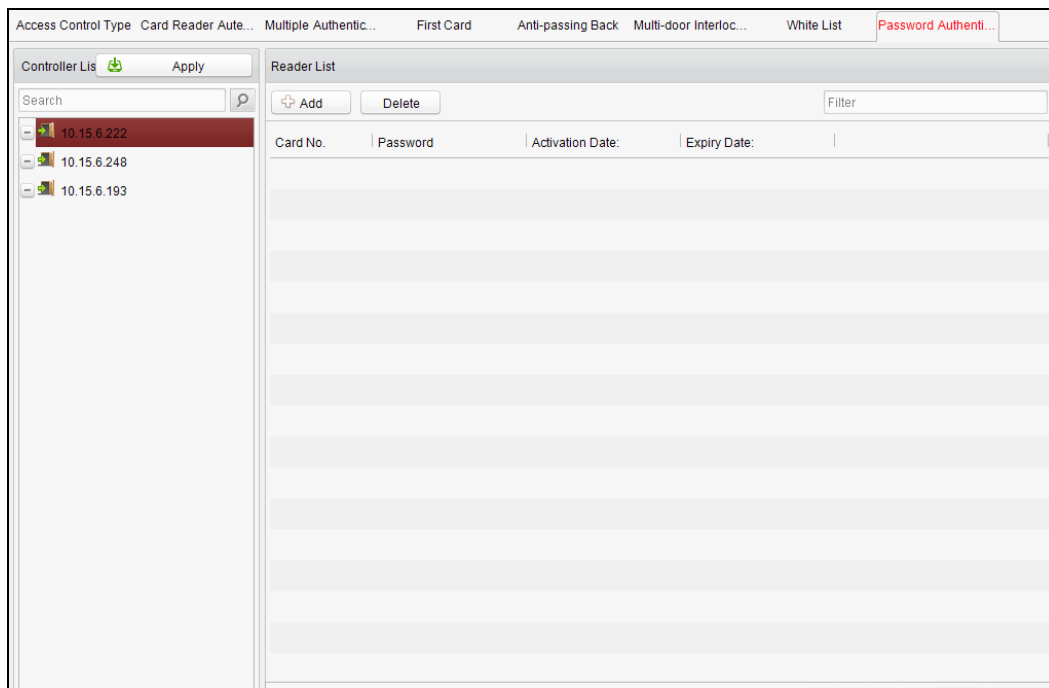 Access Control Type Card Reader Aute... Multiple Authentic... First Card Anti-passing Back Multi-door Interloc... White List Password Authenti...
Controller Lis Apply
Reader List
Search
Add Delete Filter
Card No. Password Activation Date: Expiry Date:
10.15.6.222
10.15.6.248
10.15.6.193